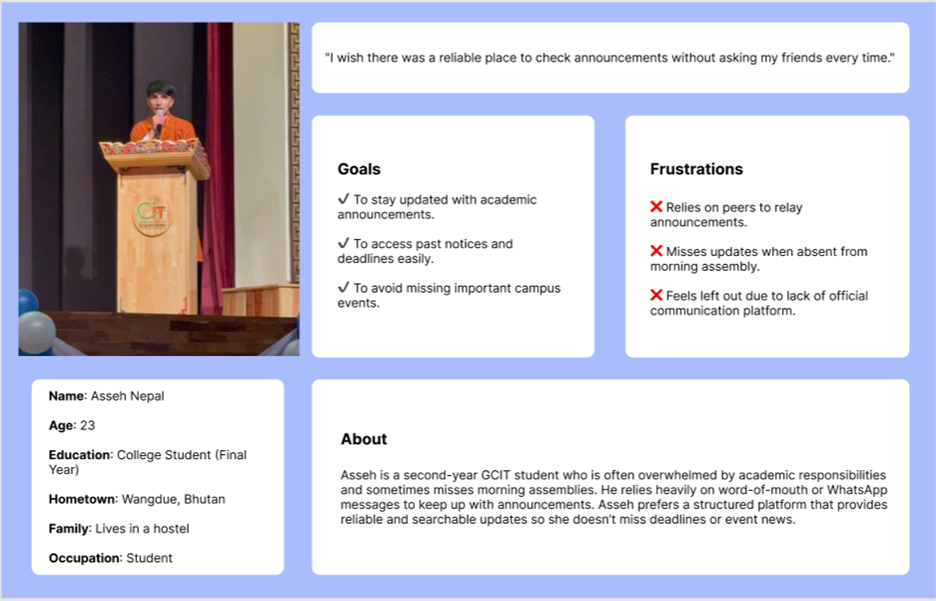 "I wish there was a reliable place to check announcements without asking my friends every time."
Goals
✓ To stay updated with academic
announcements.
✓ To access past notices and
deadlines easily.
✓ To avoid missing important campus
events.
Frustrations
❌ Relies on peers to relay
announcements.
❌ Misses updates when absent from
morning assembly.
❌ Feels left out due to lack of official
communication platform.
Name: Asseh Nepal
Age: 23
Education: College Student (Final
Year)
Hometown: Wangdue, Bhutan
Family: Lives in a hostel
Occupation: Student
About
Asseh is a second-year GCIT student who is often overwhelmed by academic responsibilities
and sometimes misses morning assemblies. He relies heavily on word-of-mouth or WhatsApp
messages to keep up with announcements. Asseh prefers a structured platform that provides
reliable and searchable updates so she doesn’t miss deadlines or event news.